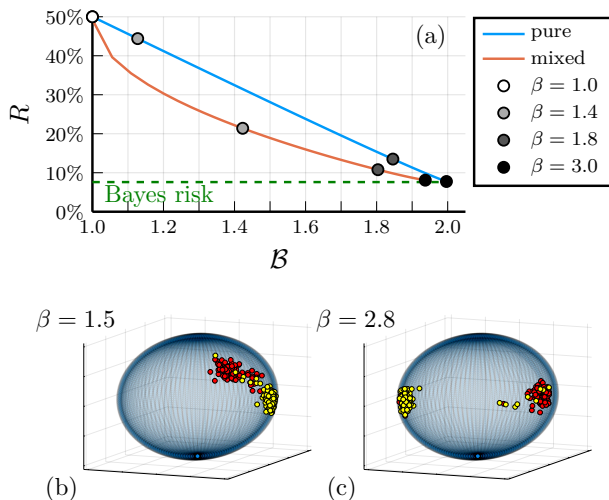 50%
40%
30%
20%
10%
0%
R
(a)
Bayes risk
1.0
1.2
1.4
1.6
1.8
2.0
ℬ
pure
mixed
β = 1.0
β = 1.4
β = 1.8
β = 3.0
β = 1.5
β = 2.8
(b)
(c)